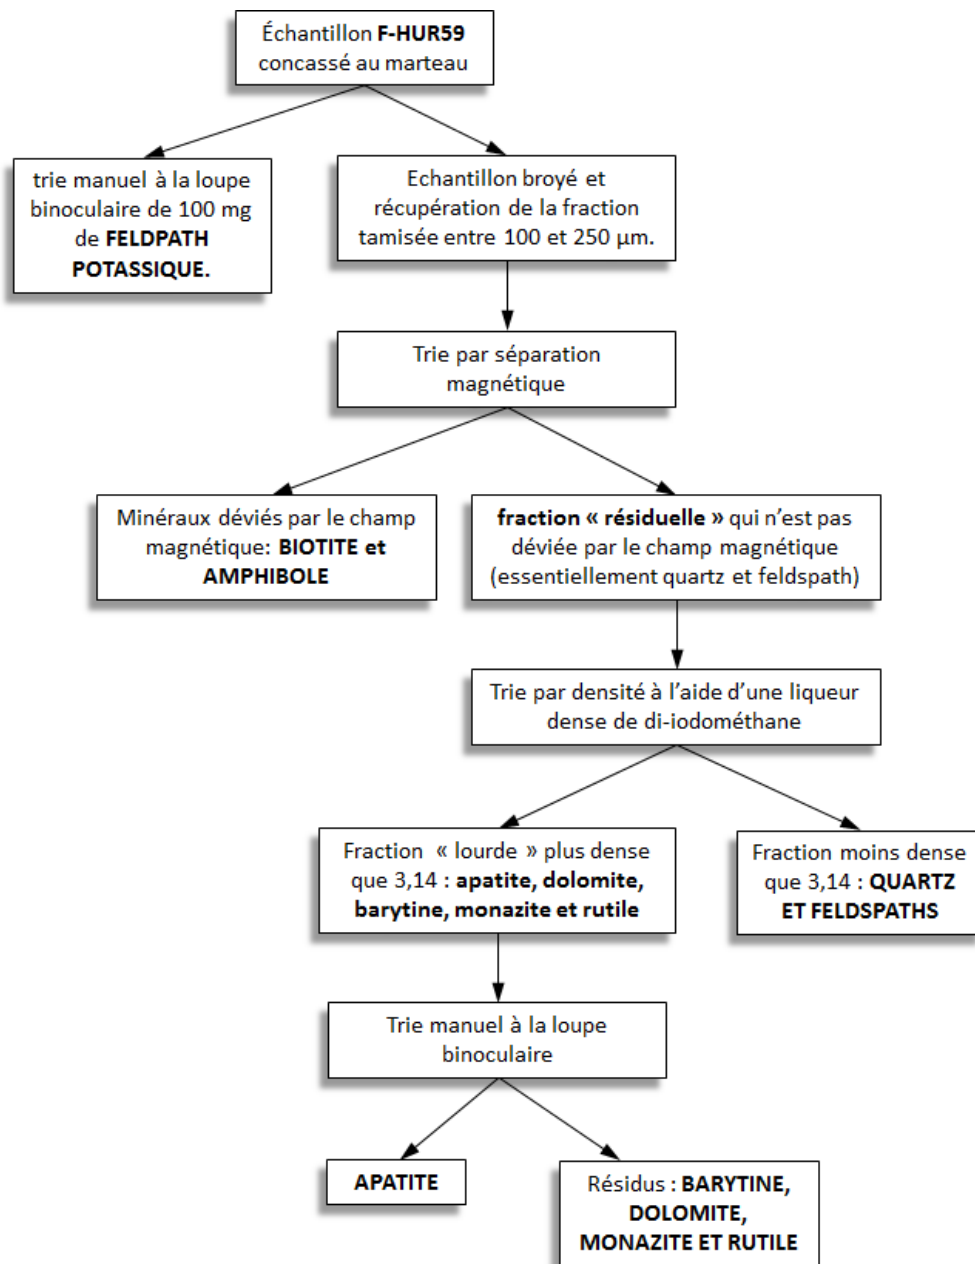 Échantillon F-HUR59
concassé au marteau
trie manuel à la loupe
binoculaire de 100 mg
de FELDPATH
POTASSIQUE.
Echantillon broyé et
récupération de la fraction
tamisée entre 100 et 250 µm.
Trie par séparation
magnétique
Minéraux déviés par le champ
magnétique: BIOTITE et
AMPHIBOLE
fraction « résiduelle » qui n’est pas
déviée par le champ magnétique
(essentiellement quartz et feldspath)
Trie par densité à l’aide d’une liqueur
dense de di-iodométhane
Fraction « lourde » plus dense
que 3,14 : apatite, dolomite,
barytine, monazite et rutile
Fraction moins dense
que 3,14 : QUARTZ
ET FELDSPATHS
Trie manuel à la loupe
binoculaire
APATITE
Résidus : BARYTINE,
DOLOMITE,
MONAZITE ET RUTILE